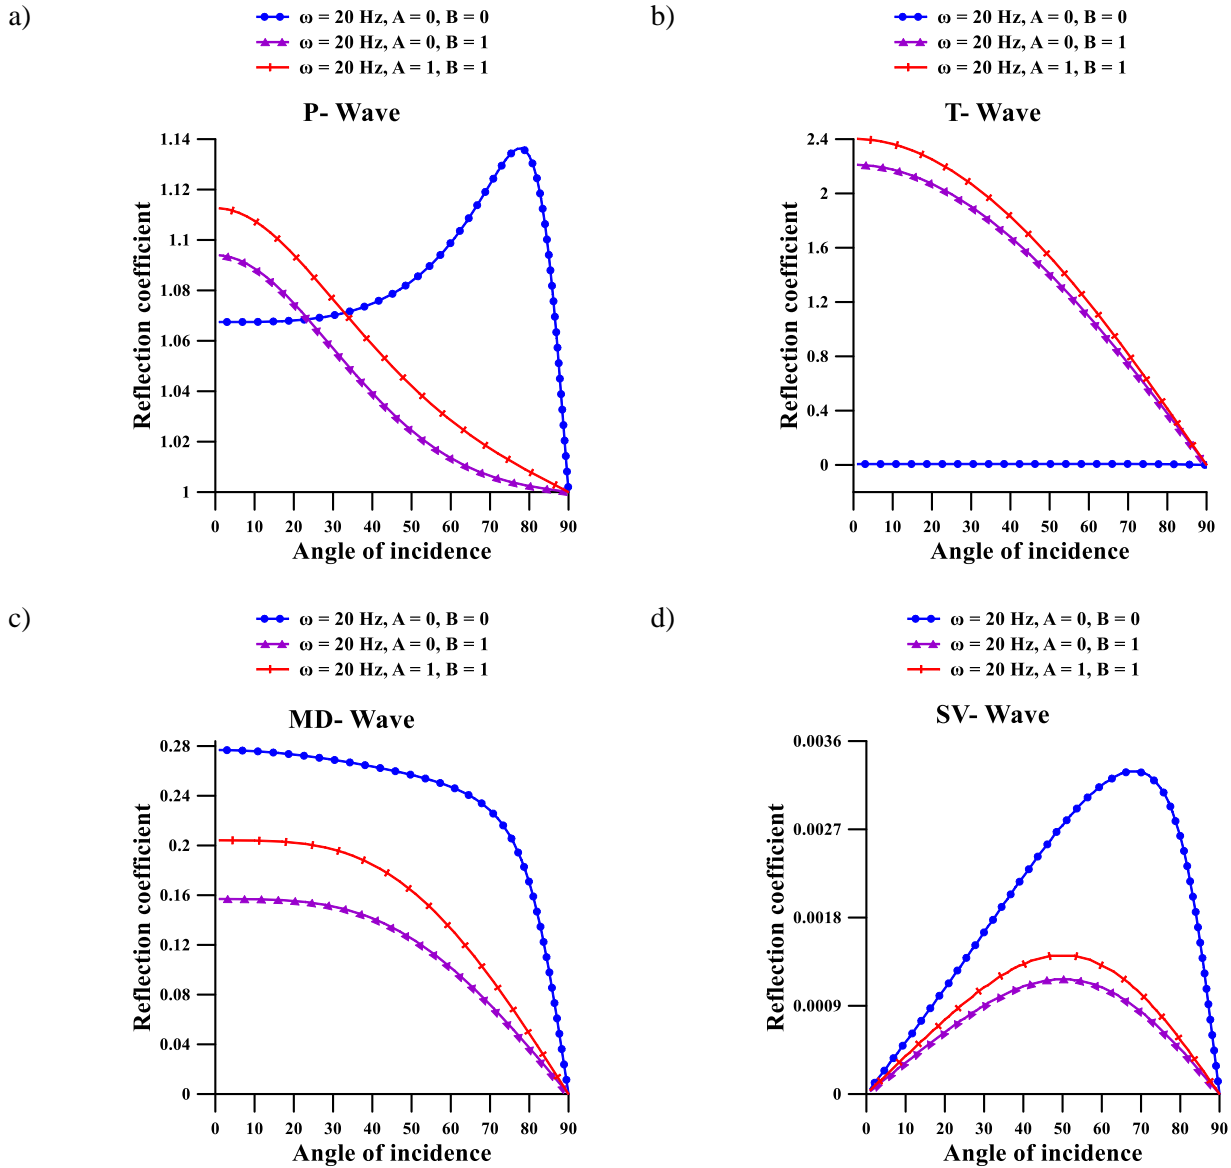 a)
ω = 20 Hz, A = 0, B = 0
ω = 20 Hz, A = 0, B = 1
ω = 20 Hz, A = 1, B = 1
P- Wave
Reflection coefficient
1.14
1.12
1.1
1.08
1.06
1.04
1.02
1
0 10 20 30 40 50 60 70 80 90
Angle of incidence
b)
ω = 20 Hz, A = 0, B = 0
ω = 20 Hz, A = 0, B = 1
ω = 20 Hz, A = 1, B = 1
T- Wave
Reflection coefficient
2.4
2
1.6
1.2
0.8
0.4
0
0 10 20 30 40 50 60 70 80 90
Angle of incidence
c)
ω = 20 Hz, A = 0, B = 0
ω = 20 Hz, A = 0, B = 1
ω = 20 Hz, A = 1, B = 1
MD- Wave
Reflection coefficient
0.28
0.24
0.2
0.16
0.12
0.08
0.04
0
0 10 20 30 40 50 60 70 80 90
Angle of incidence
d)
ω = 20 Hz, A = 0, B = 0
ω = 20 Hz, A = 0, B = 1
ω = 20 Hz, A = 1, B = 1
SV- Wave
Reflection coefficient
0.0036
0.0027
0.0018
0.0009
0
0 10 20 30 40 50 60 70 80 90
Angle of incidence